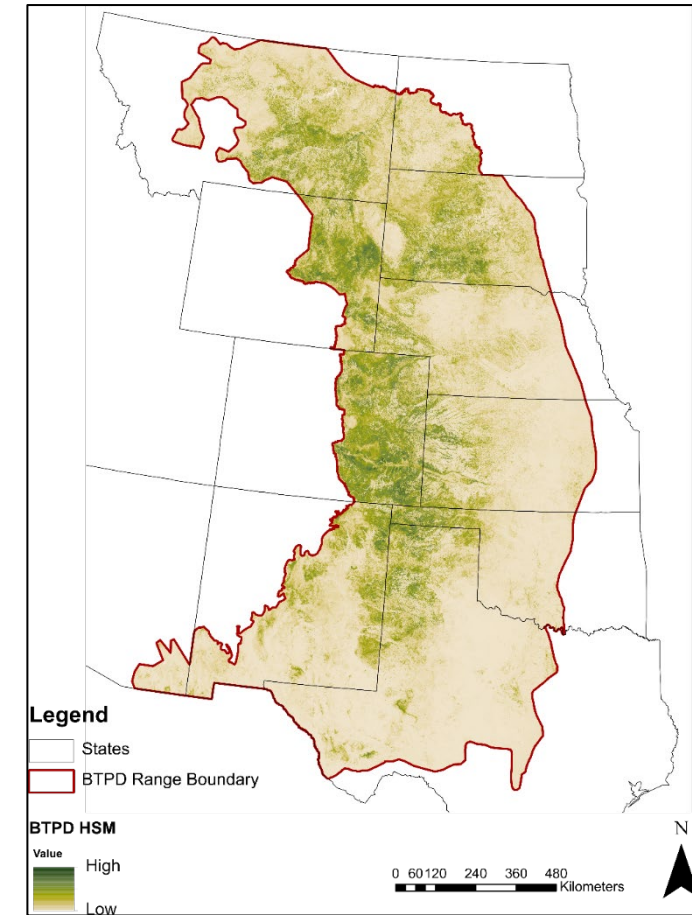 Legend
States
BTPD Range Boundary
BTPD HSM
Value
High
Low
N
0 60 120 240 360 480
Kilometers